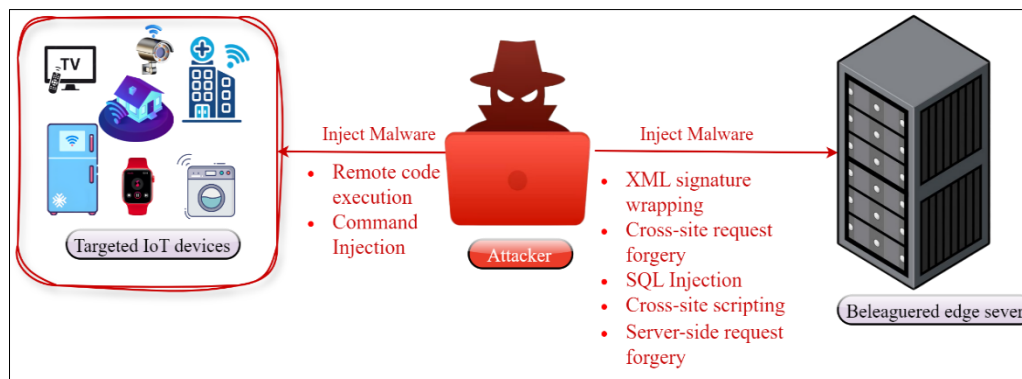 TV
Targeted IoT devices
Inject Malware
• Remote code
execution
• Command
Injection
Attacker
Inject Malware
• XML signature
wrapping
• Cross-site request
forgery
• SQL Injection
• Cross-site scripting
• Server-side request
forgery
Beleaguered edge sever